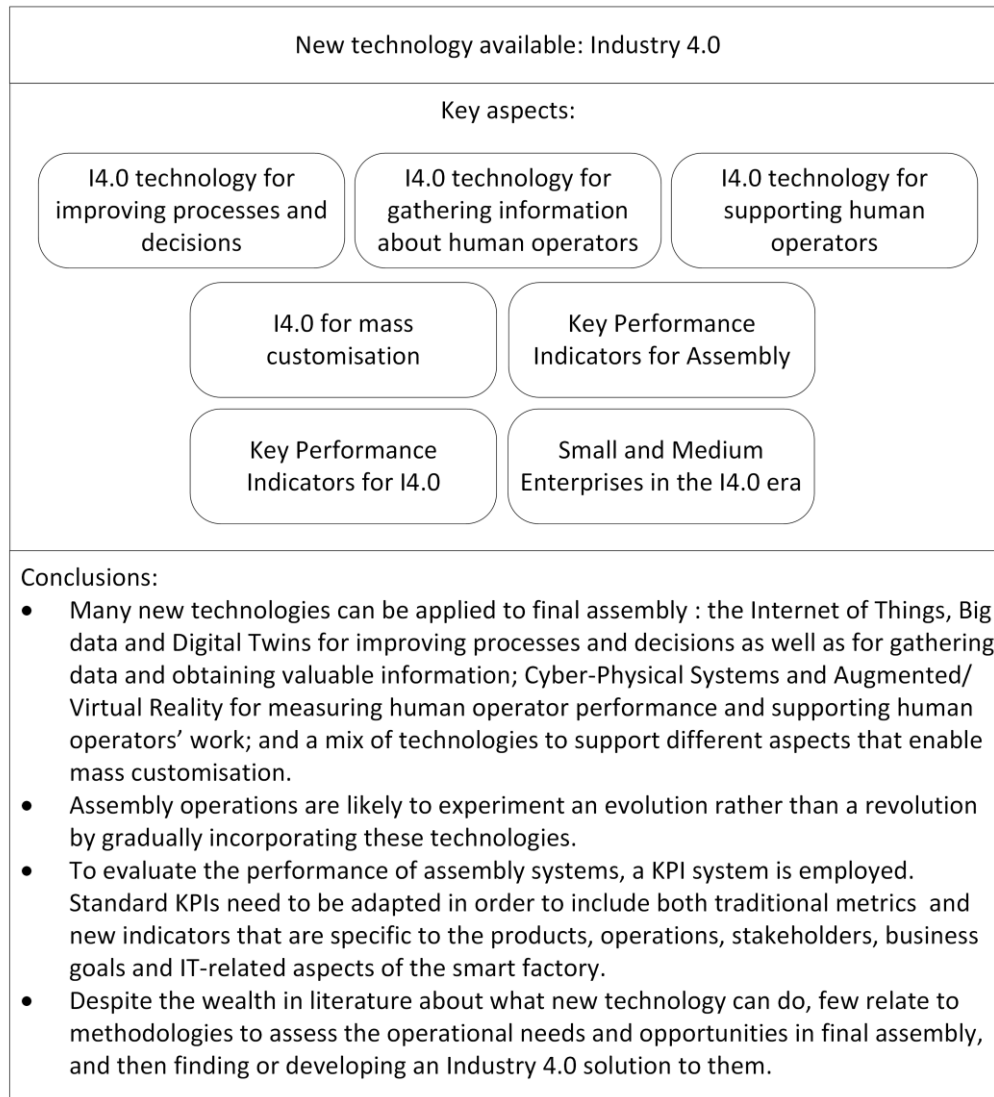 New technology available: Industry 4.0
Key aspects:
I4.0 technology for
improving processes and
decisions
I4.0 technology for
gathering information
about human operators
I4.0 technology for
supporting human
operators
I4.0 for mass
customisation
Key Performance
Indicators for Assembly
Key Performance
Indicators for I4.0
Small and Medium
Enterprises in the I4.0 era
Conclusions:
• Many new technologies can be applied to final assembly : the Internet of Things, Big
data and Digital Twins for improving processes and decisions as well as for gathering
data and obtaining valuable information; Cyber-Physical Systems and Augmented/
Virtual Reality for measuring human operator performance and supporting human
operators’ work; and a mix of technologies to support different aspects that enable
mass customisation.
• Assembly operations are likely to experiment an evolution rather than a revolution
by gradually incorporating these technologies.
• To evaluate the performance of assembly systems, a KPI system is employed.
Standard KPIs need to be adapted in order to include both traditional metrics  and
new indicators that are specific to the products, operations, stakeholders, business
goals and IT-related aspects of the smart factory.
• Despite the wealth in literature about what new technology can do, few relate to
methodologies to assess the operational needs and opportunities in final assembly,
and then finding or developing an Industry 4.0 solution to them.